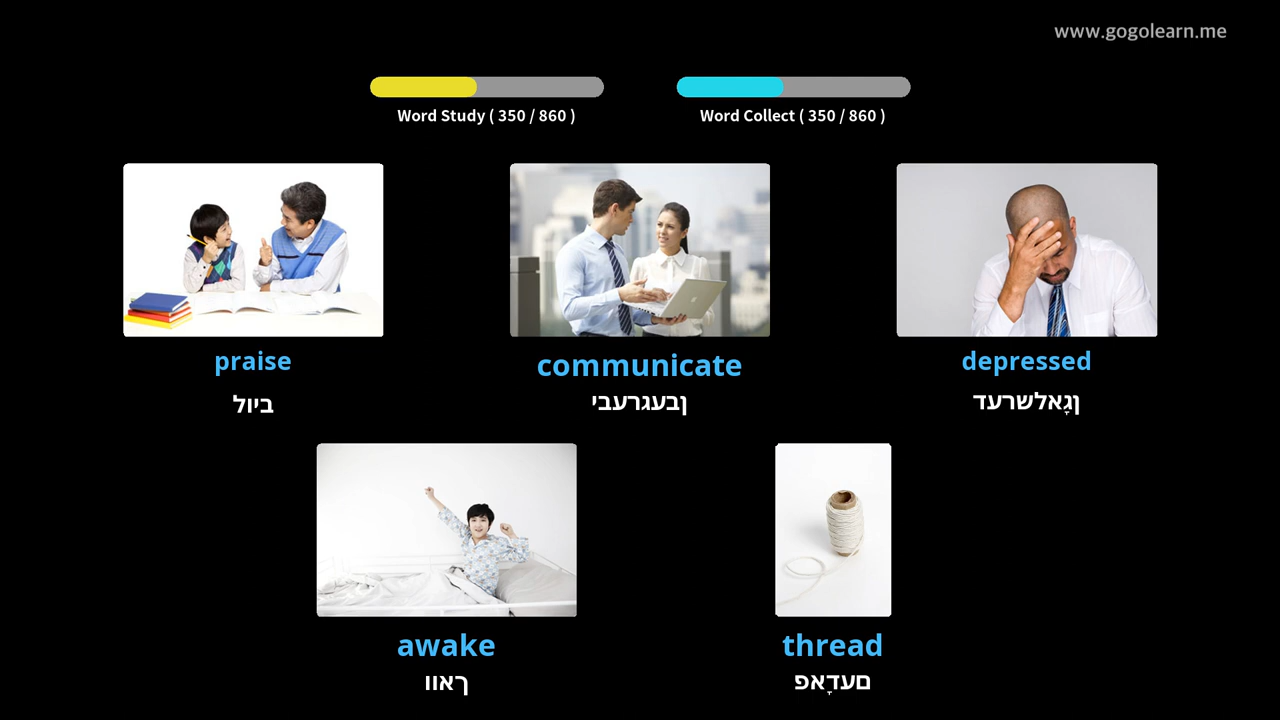 www.gogolearn.me
Word Study ( 350 / 860 )
Word Collect ( 350 / 860 )
praise
ביול
communicate
ןבעגרעבי
depressed
ןגָאלשרעד
awake
ךאוו
thread
םעדָאפ